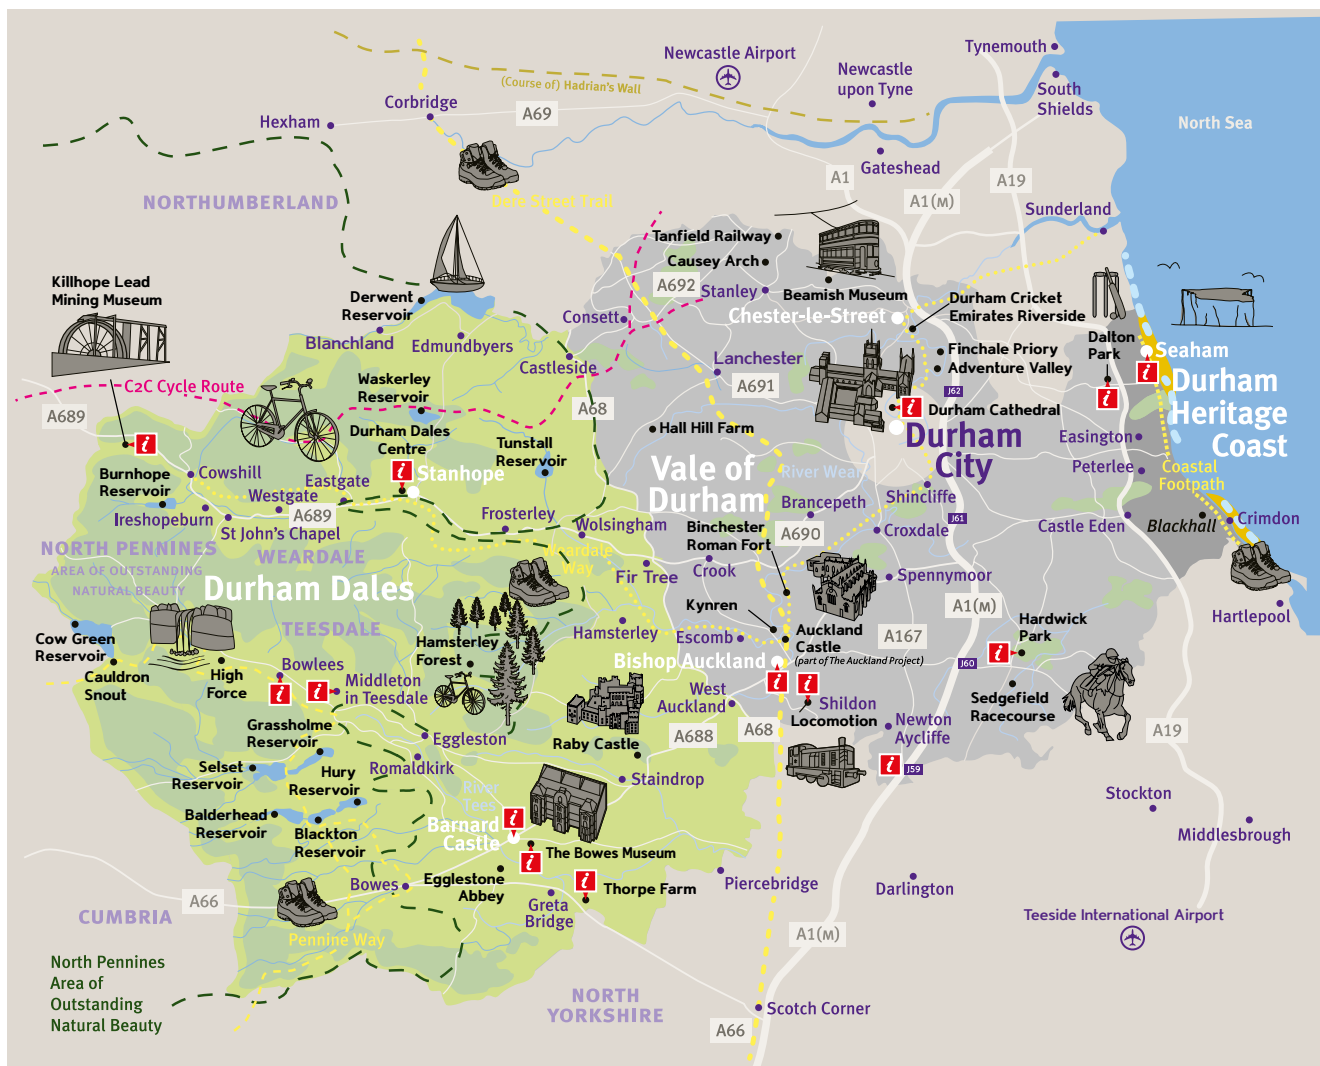 Newcastle Airport
Tynemouth
Newcastle
upon Tyne
(Course of) Hadrian's Wall
South
Shields
Corbridge
A69
Hexham
North Sea
Gateshead
A1
A19
A1(M)
NORTHUMBERLAND
Dere Street Trail
Sunderland
Tanfield Railway
Causey Arch
A692
Stanley
Beamish Museum
Killhope Lead
Mining Museum
Derwent
Reservoir
Durham Cricket
Emirates Riverside
Chester-le-Street
Consett
Blanchland
Edmundbyers
Castleside
Lanchester
Finchale Priory
Adventure Valley
Dalton
Park
Seaham
Durham
Heritage
Coast
C2C Cycle Route
Waskerley
Reservoir
A691
J62
A689
A68
Durham Cathedral
Durham
City
Durham Dales
Centre
Hall Hill Farm
Tunstall
Reservoir
Easington
Stanhope
Vale of
Durham
River Wear
Peterlee
Coastal
Footpath
Burnhope
Reservoir
Cowshill
Eastgate
Westgate
A689
Shincliffe
Brancepeth
J61
Ireshopeburn
St John's Chapel
Frosterley
Wolsingham
Binchester
Roman Fort
A690
Croxdale
Castle Eden
Blackhall
Crimdon
NORTH PENNINES
AREA OF OUTSTANDING
NATURAL BEAUTY
WEARDALE
Weardale
Way
Durham Dales
Fir Tree
Crook
Spennymoor
Kynren
A1(M)
Hartlepool
TEESDALE
Hamsterley
Escomb
Auckland
Castle
(part of The Auckland Project)
A167
Hardwick
Park
Cow Green
Reservoir
Hamsterley
Forest
Bishop Auckland
J60
Cauldron
Snout
High
Force
Bowlees
Middleton
in Teesdale
West
Auckland
Shildon
Locomotion
Sedgefield
Racecourse
Grassholme
Reservoir
Eggleston
Raby Castle
A688
A68
Newton
Aycliffe
A19
Selset
Reservoir
Hury
Reservoir
Romaldkirk
Staindrop
J59
River
Tees
Stockton
Balderhead
Reservoir
Blackton
Reservoir
Barnard
Castle
Middlesbrough
The Bowes Museum
Bowes
Egglestone
Abbey
Thorpe Farm
Piercebridge
Darlington
A66
Greta
Bridge
CUMBRIA
Teeside International Airport
Pennine Way
A1(M)
North Pennines
Area of
Outstanding
Natural Beauty
NORTH
YORKSHIRE
Scotch Corner
A66